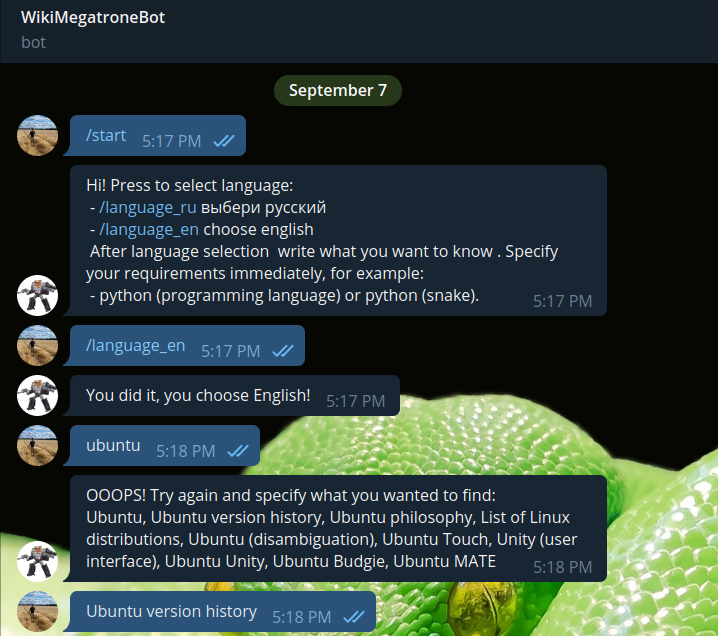 WikiMegatroneBot
bot
September 7
/start 5:17 PM
Hi! Press to select language:
- /language_ru выбери русский
- /language_en choose english
After language selection  write what you want to know . Specify
your requirements immediately, for example:
- python (programming language) or python (snake). 5:17 PM
/language_en 5:17 PM
You did it, you choose English! 5:17 PM
ubuntu 5:18 PM
OOOPS! Try again and specify what you wanted to find:
Ubuntu, Ubuntu version history, Ubuntu philosophy, List of Linux
distributions, Ubuntu (disambiguation), Ubuntu Touch, Unity (user
interface), Ubuntu Unity, Ubuntu Budgie, Ubuntu MATE 5:18 PM
Ubuntu version history 5:18 PM